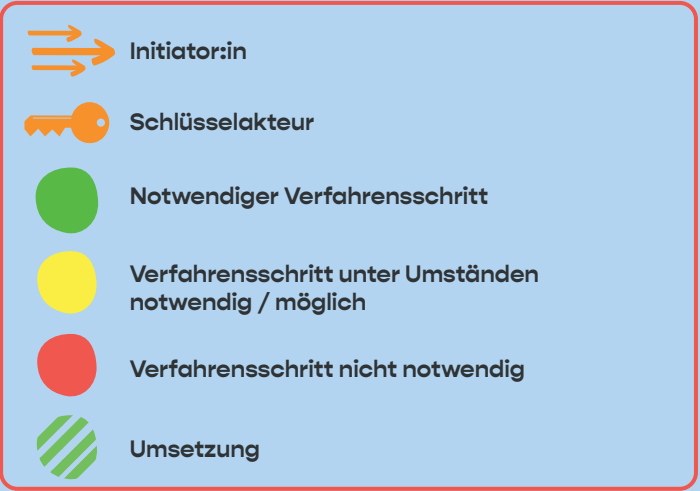 Initiator:in
Schlüsselakteur
Notwendiger Verfahrensschritt
Verfahrensschritt unter Umständen
notwendig / möglich
Verfahrensschritt nicht notwendig
Umsetzung